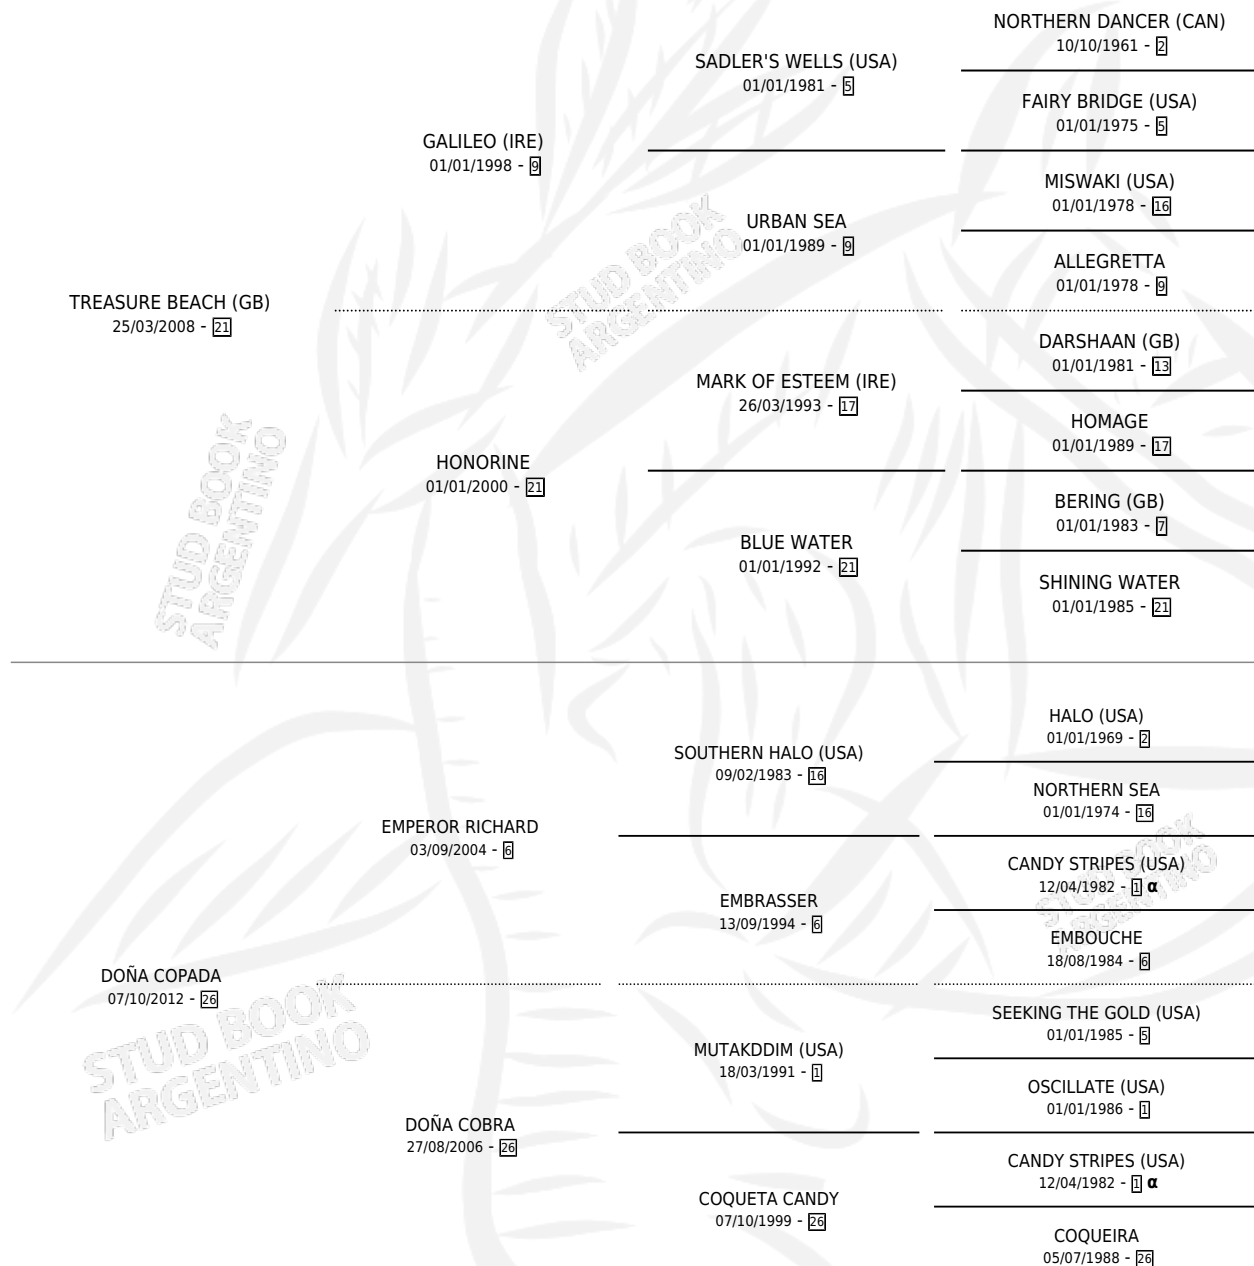 NORTHERN DANCER (CAN)
10/10/1961 - 2
SADLER'S WELLS (USA)
01/01/1981 - 5
FAIRY BRIDGE (USA)
01/01/1975 - 5
GALILEO (IRE)
01/01/1998 - 9
MISWAKI (USA)
01/01/1978 - 16
URBAN SEA
01/01/1989 - 9
ALLEGRETTA
01/01/1978 - 9
TREASURE BEACH (GB)
25/03/2008 - 21
DARSHAAN (GB)
01/01/1981 - 13
MARK OF ESTEEM (IRE)
26/03/1993 - 17
HOMAGE
01/01/1989 - 17
HONORINE
01/01/2000 - 21
BERING (GB)
01/01/1983 - 7
BLUE WATER
01/01/1992 - 21
SHINING WATER
01/01/1985 - 21
STUD BOOK
ARGENTINO
STUD BOOK
ARGENTINO
HALO (USA)
01/01/1969 - 2
SOUTHERN HALO (USA)
09/02/1983 - 16
NORTHERN SEA
01/01/1974 - 16
EMPEROR RICHARD
03/09/2004 - 6
CANDY STRIPES (USA)
12/04/1982 - 1 α
EMBRASSER
13/09/1994 - 6
EMBOUCHE
18/08/1984 - 6
DOÑA COPADA
07/10/2012 - 26
SEEKING THE GOLD (USA)
01/01/1985 - 5
MUTAKDDIM (USA)
18/03/1991 - 1
OSCILLATE (USA)
01/01/1986 - 1
DOÑA COBRA
27/08/2006 - 26
CANDY STRIPES (USA)
12/04/1982 - 1 α
COQUETA CANDY
07/10/1999 - 26
COQUEIRA
05/07/1988 - 26
STUD BOOK
ARGENTINO
STUD BOOK
ARGENTINO